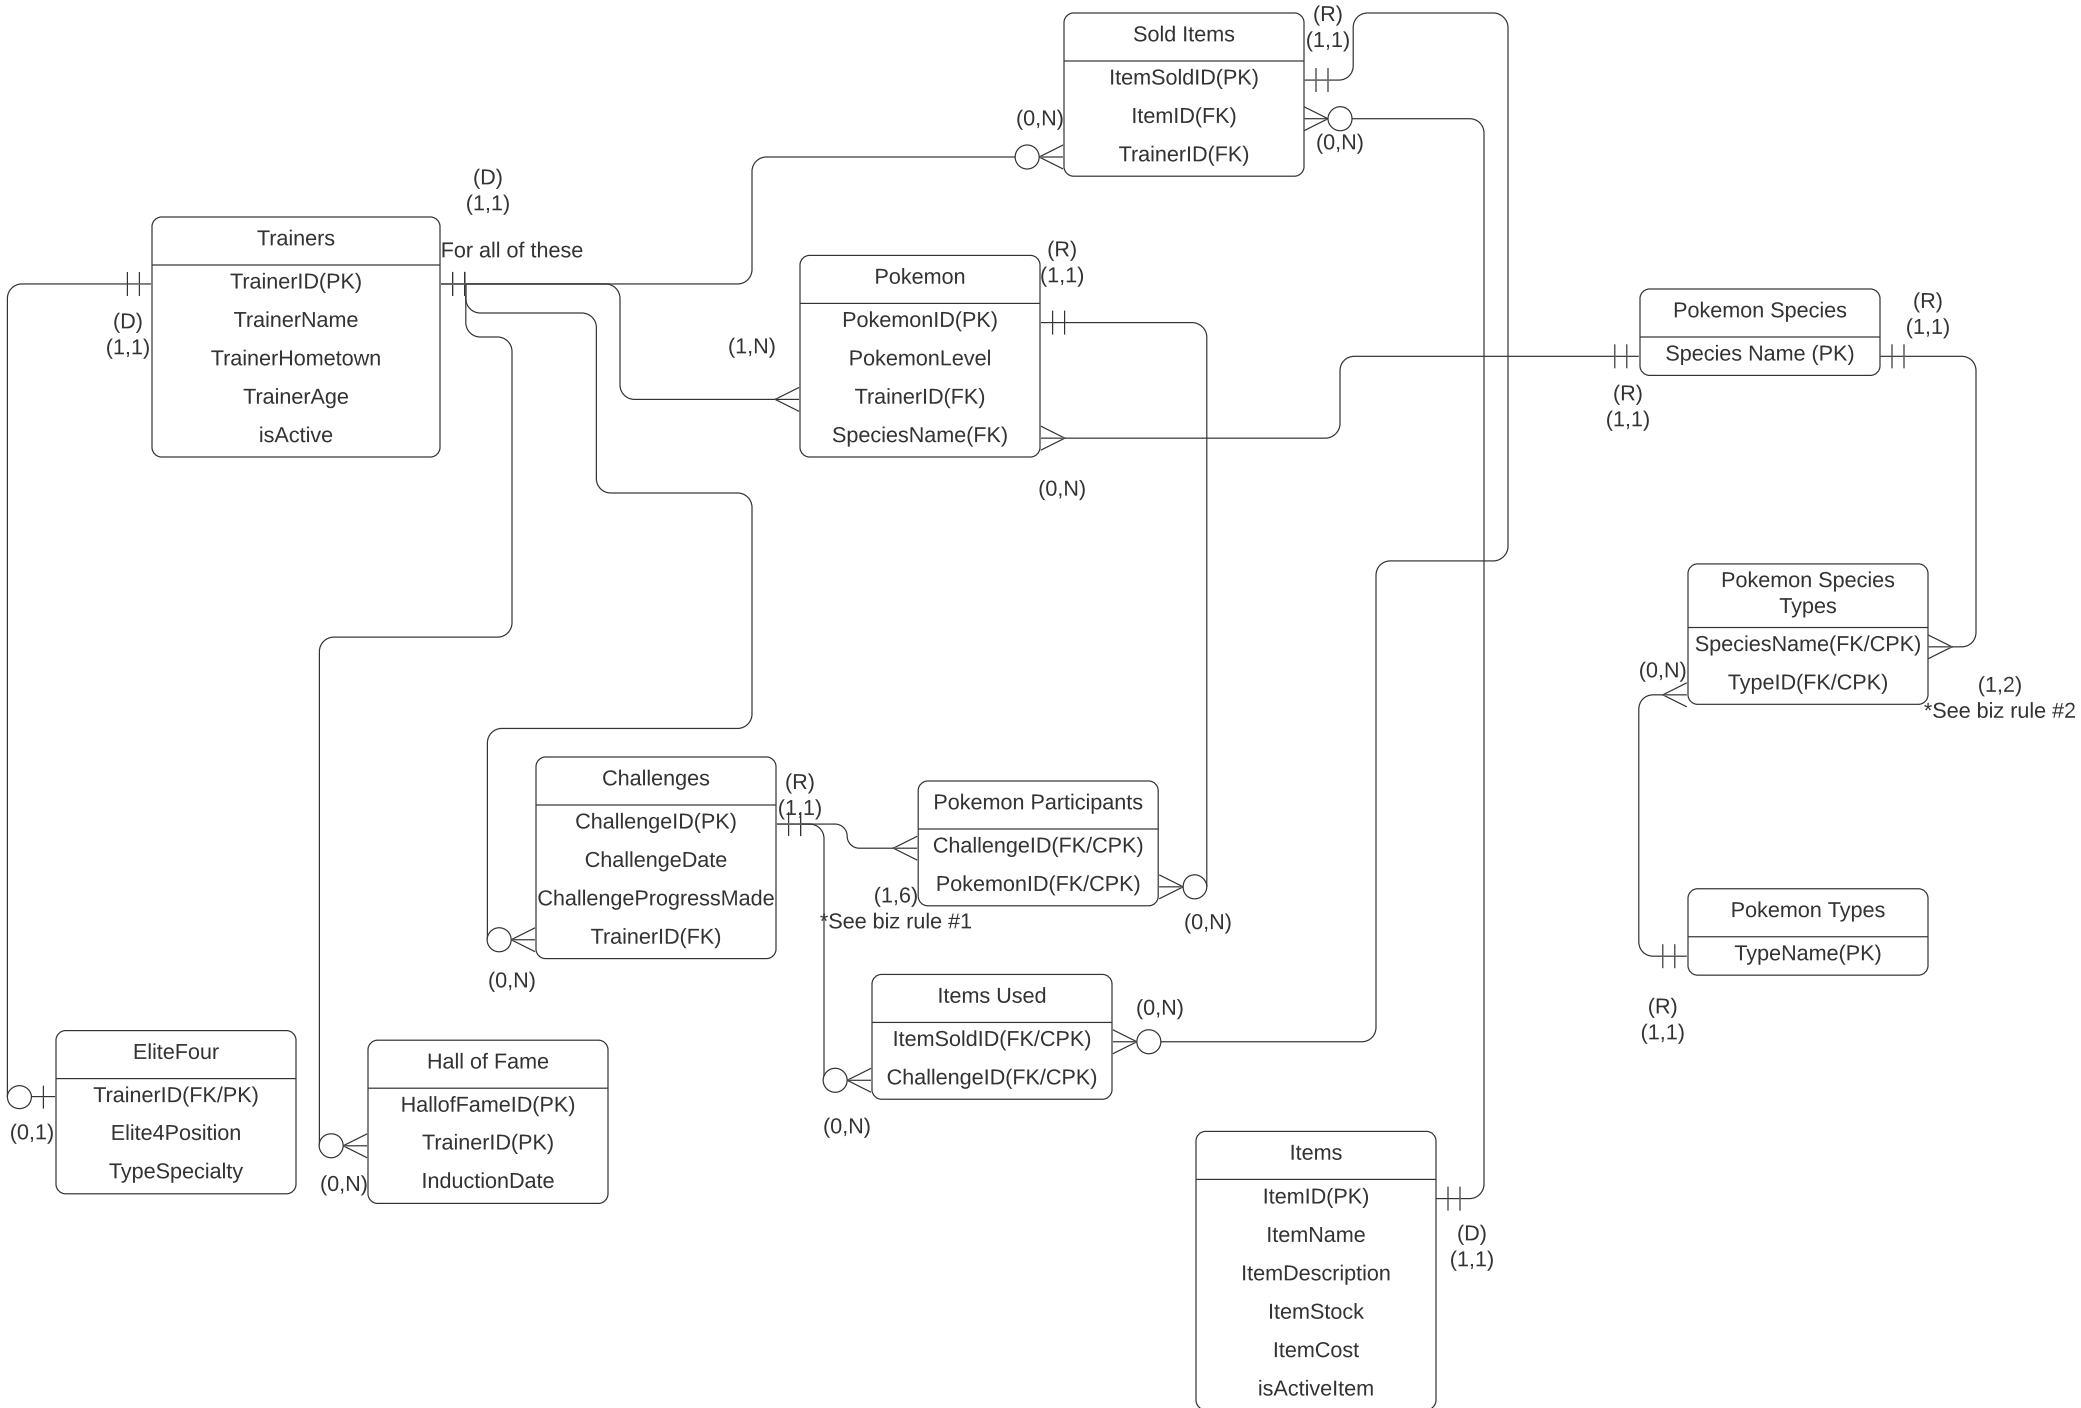 Sold Items
ItemSoldID(PK)
ItemID(FK)
TrainerID(FK)
(R)
(1,1)
(0,N)
(0,N)
(D)
(1,1)
For all of these
Trainers
TrainerID(PK)
TrainerName
TrainerHometown
TrainerAge
isActive
(D)
(1,1)
Pokemon
PokemonID(PK)
PokemonLevel
TrainerID(FK)
SpeciesName(FK)
(R)
(1,1)
(1,N)
(0,N)
Pokemon Species
Species Name (PK)
(R)
(1,1)
(R)
(1,1)
Pokemon Species
Types
SpeciesName(FK/CPK)
TypeID(FK/CPK)
(0,N)
(1,2)
*See biz rule #2
Challenges
ChallengeID(PK)
ChallengeDate
ChallengeProgressMade
TrainerID(FK)
(R)
(1,1)
(0,N)
Pokemon Participants
ChallengeID(FK/CPK)
PokemonID(FK/CPK)
(1,6)
*See biz rule #1
(0,N)
Pokemon Types
TypeName(PK)
(R)
(1,1)
Items Used
ItemSoldID(FK/CPK)
ChallengeID(FK/CPK)
(0,N)
(0,N)
EliteFour
TrainerID(FK/PK)
Elite4Position
TypeSpecialty
(0,1)
Hall of Fame
HallofFameID(PK)
TrainerID(PK)
InductionDate
(0,N)
Items
ItemID(PK)
ItemName
ItemDescription
ItemStock
ItemCost
isActiveItem
(D)
(1,1)